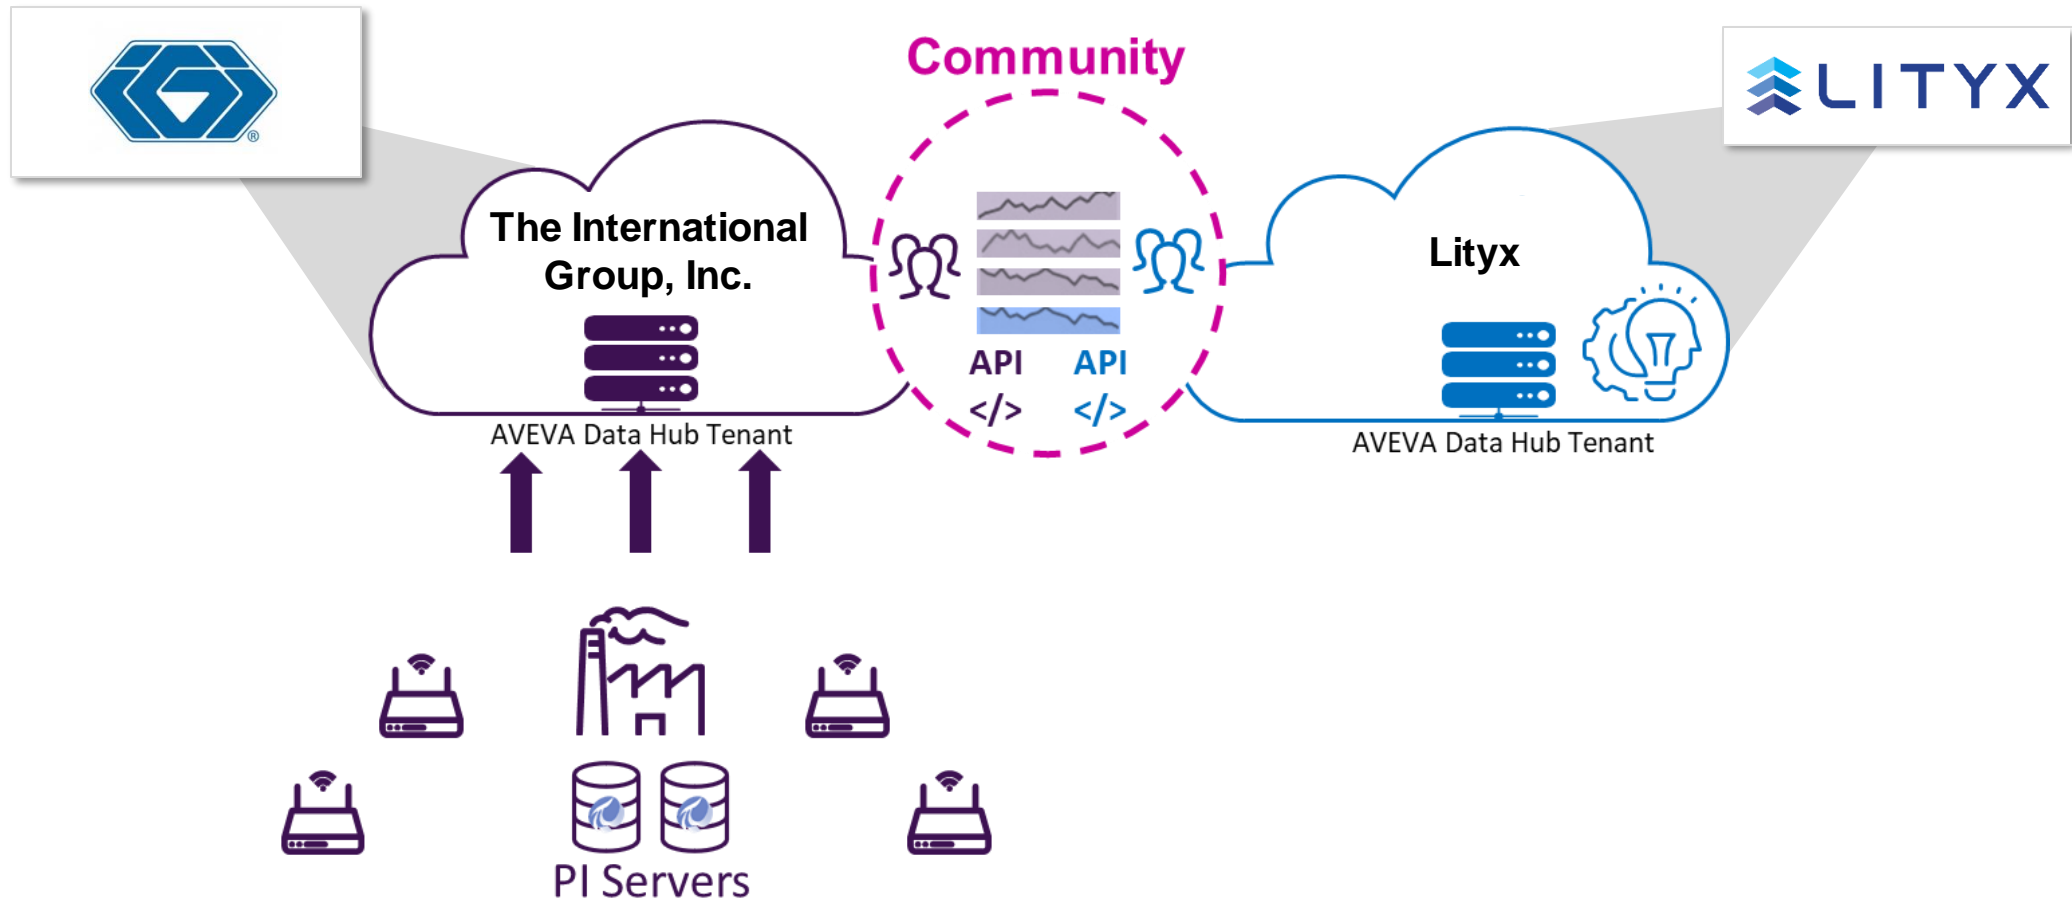 IGI
®
Community
LITYX
The International
Group, Inc.
Lityx
API
API
</>
</>
AVEVA Data Hub Tenant
AVEVA Data Hub Tenant
PI Servers